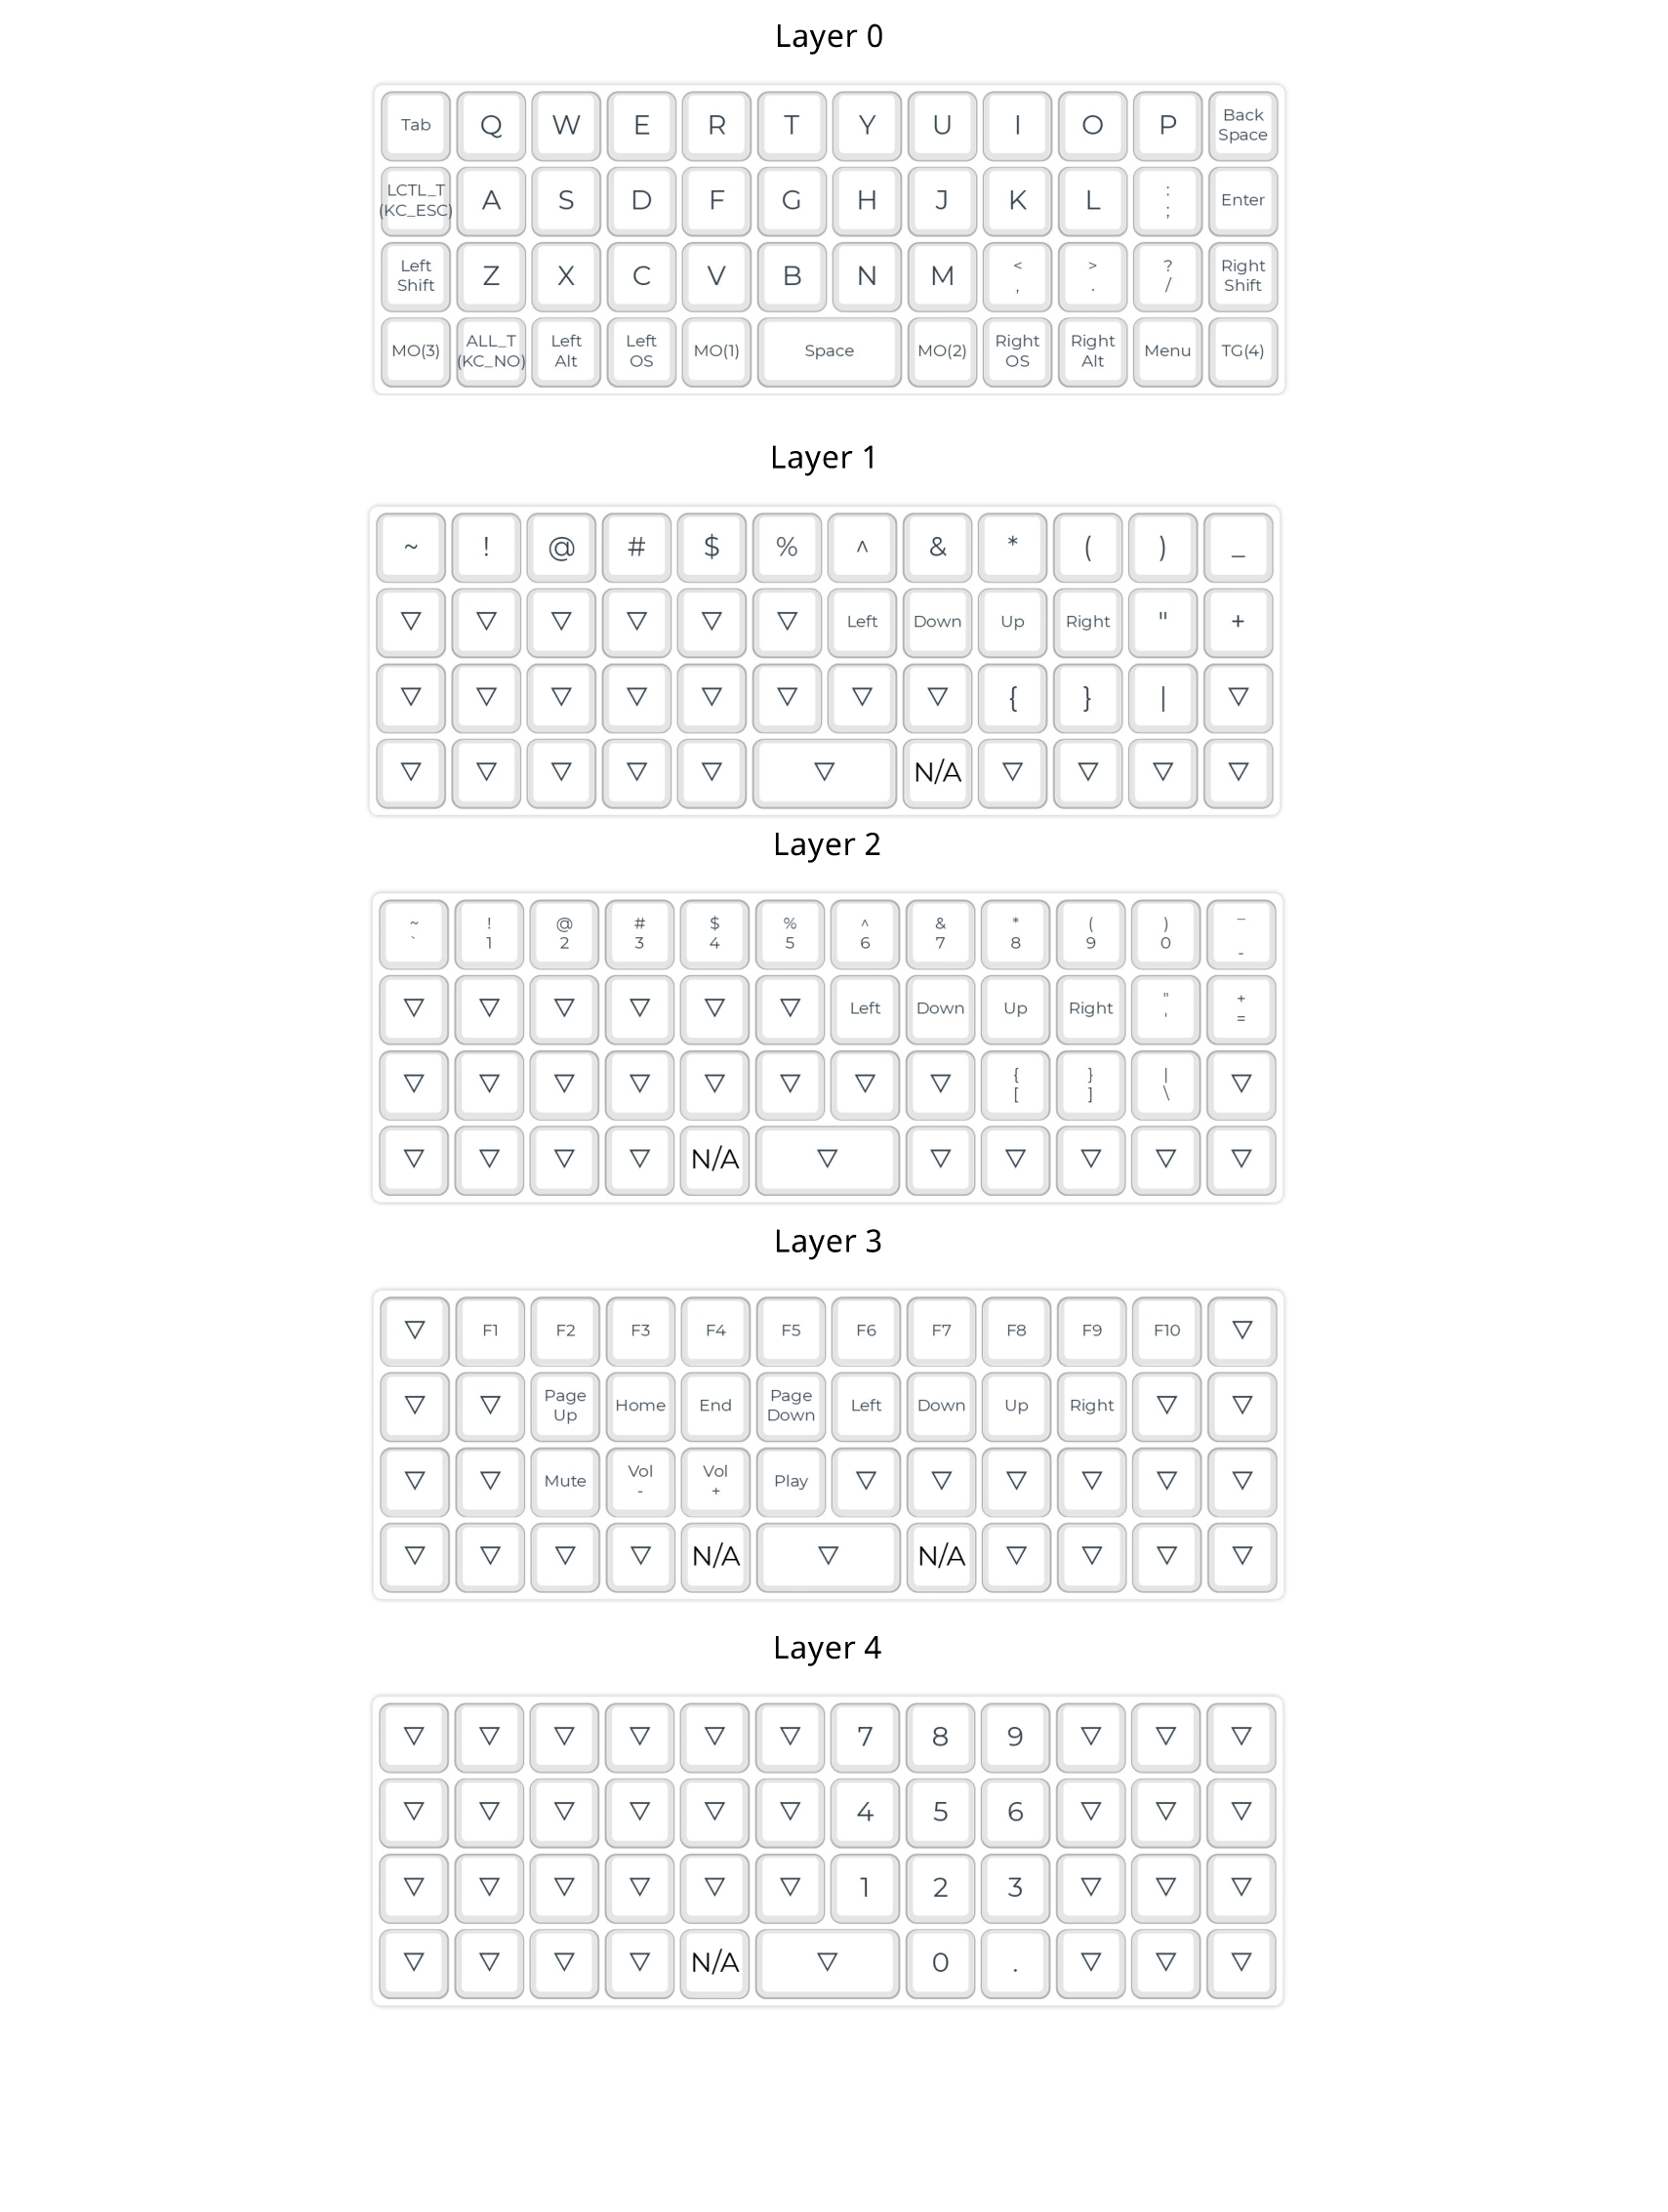 Layer 0
Tab Q W E R T Y U I O P Back Space
LCTL_T (KC_ESC) A S D F G H J K L : ; Enter
Left Shift Z X C V B N M < , > . ? / Right Shift
MO(3) ALL_T (KC_NO) Left Alt Left OS MO(1) Space MO(2) Right OS Right Alt Menu TG(4)
Layer 1
~ ! @ # $ % ^ & * ( ) _
▽ ▽ ▽ ▽ ▽ ▽ Left Down Up Right " +
▽ ▽ ▽ ▽ ▽ ▽ ▽ ▽ { } | ▽
▽ ▽ ▽ ▽ ▽ ▽ N/A ▽ ▽ ▽ ▽
Layer 2
~ ` ! 1 @ 2 # 3 $ 4 % 5 ^ 6 & 7 * 8 ( 9 ) 0 _ -
▽ ▽ ▽ ▽ ▽ ▽ Left Down Up Right " ' + =
▽ ▽ ▽ ▽ ▽ ▽ ▽ ▽ { [ } ] | \ ▽
▽ ▽ ▽ ▽ N/A ▽ ▽ ▽ ▽ ▽ ▽
Layer 3
▽ F1 F2 F3 F4 F5 F6 F7 F8 F9 F10 ▽
▽ ▽ Page Up Home End Page Down Left Down Up Right ▽ ▽
▽ ▽ Mute Vol - Vol + Play ▽ ▽ ▽ ▽ ▽ ▽
▽ ▽ ▽ ▽ N/A ▽ N/A ▽ ▽ ▽ ▽
Layer 4
▽ ▽ ▽ ▽ ▽ ▽ 7 8 9 ▽ ▽ ▽
▽ ▽ ▽ ▽ ▽ ▽ 4 5 6 ▽ ▽ ▽
▽ ▽ ▽ ▽ ▽ ▽ 1 2 3 ▽ ▽ ▽
▽ ▽ ▽ ▽ N/A ▽ 0 . ▽ ▽ ▽